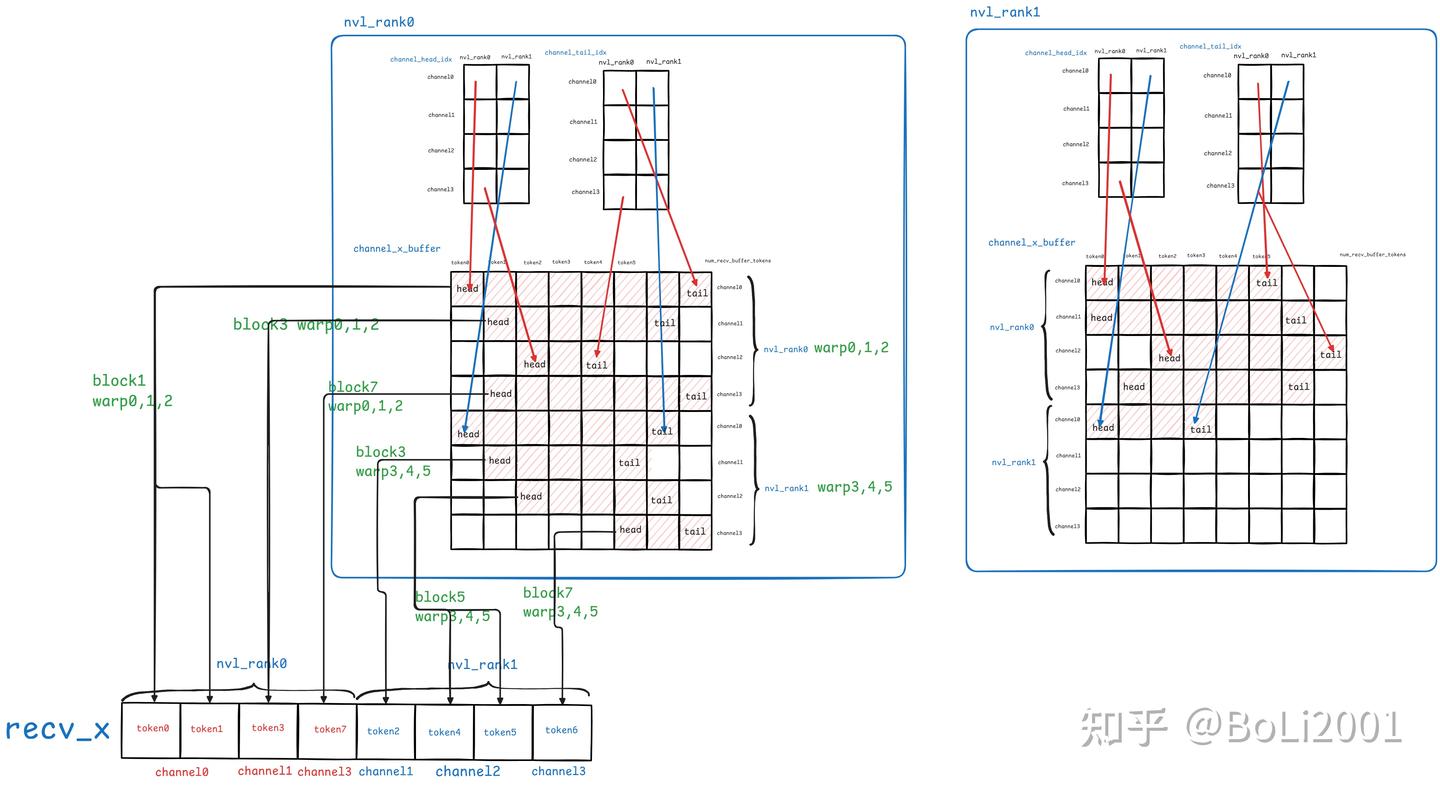 nvl_rank0
channel_head_idx
nvl_rank0 nvl_rank1
channel0
channel1
channel2
channel3
channel_tail_idx
nvl_rank0 nvl_rank1
channel0
channel1
channel2
channel3
channel_x_buffer
token0 token1 token2 token3 token4 token5 num_recv_buffer_tokens
head tail channel0
head tail channel1
head tail channel2
head tail channel3
head tail channel0
head tail channel1
head tail channel2
head tail channel3
nvl_rank0 warp0,1,2
nvl_rank1 warp3,4,5
nvl_rank1
channel_head_idx
nvl_rank0 nvl_rank1
channel0
channel1
channel2
channel3
channel_tail_idx
nvl_rank0 nvl_rank1
channel0
channel1
channel2
channel3
channel_x_buffer
token0 token1 token2 token3 token4 token5 num_recv_buffer_tokens
channel0 head tail
channel1 head tail
channel2 head tail
channel3 head tail
channel0 head tail
channel1
channel2
channel3
nvl_rank0
nvl_rank1
block1
warp0,1,2
block3 warp0,1,2
block7
warp0,1,2
block3
warp3,4,5
block5
warp3,4,5
block7
warp3,4,5
nvl_rank0 nvl_rank1
recv_x token0 token1 token3 token7 token2 token4 token5 token6
channel0 channel1 channel3 channel1 channel2 channel3
知乎 @BoLi2001